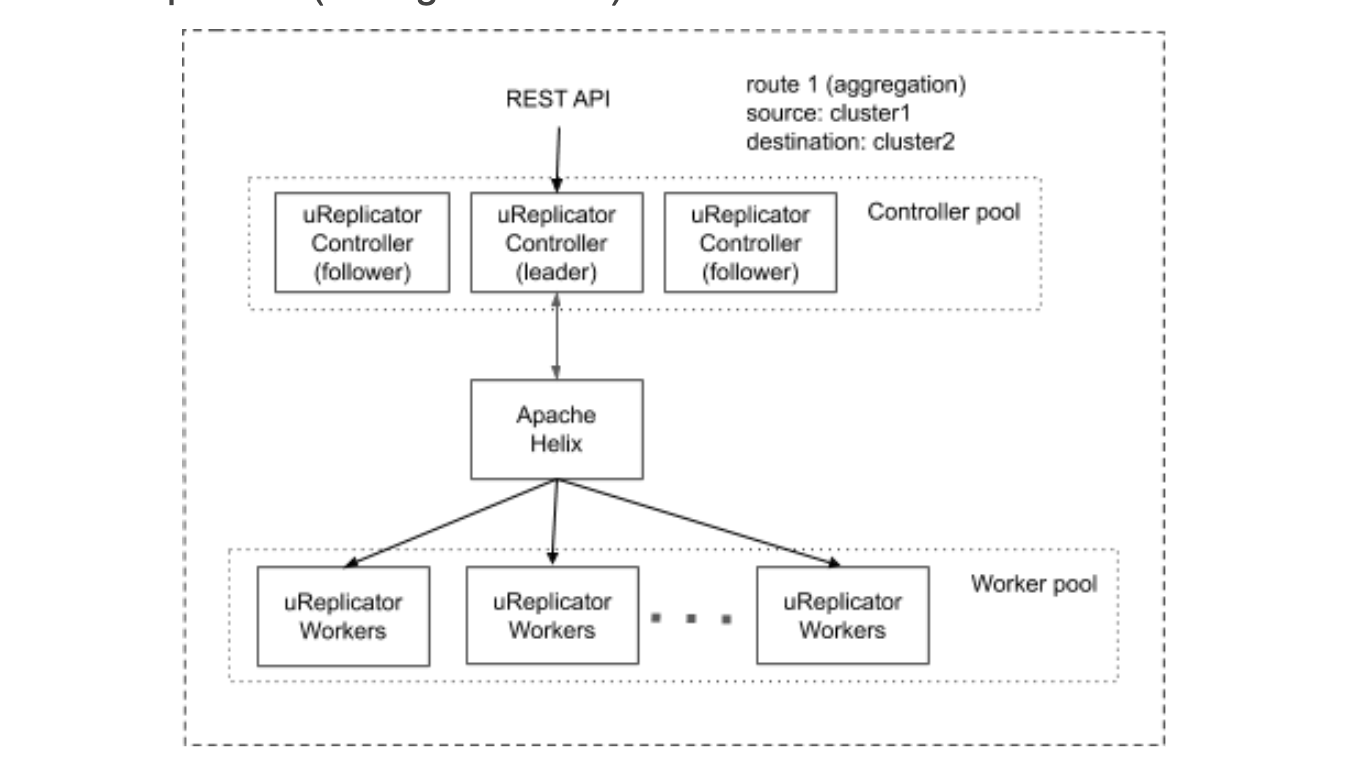 REST API
route 1 (aggregation)
source: cluster1
destination: cluster2
uReplicator
Controller
(follower)
uReplicator
Controller
(leader)
uReplicator
Controller
(follower)
Controller pool
Apache
Helix
uReplicator
Workers
uReplicator
Workers
uReplicator
Workers
Worker pool